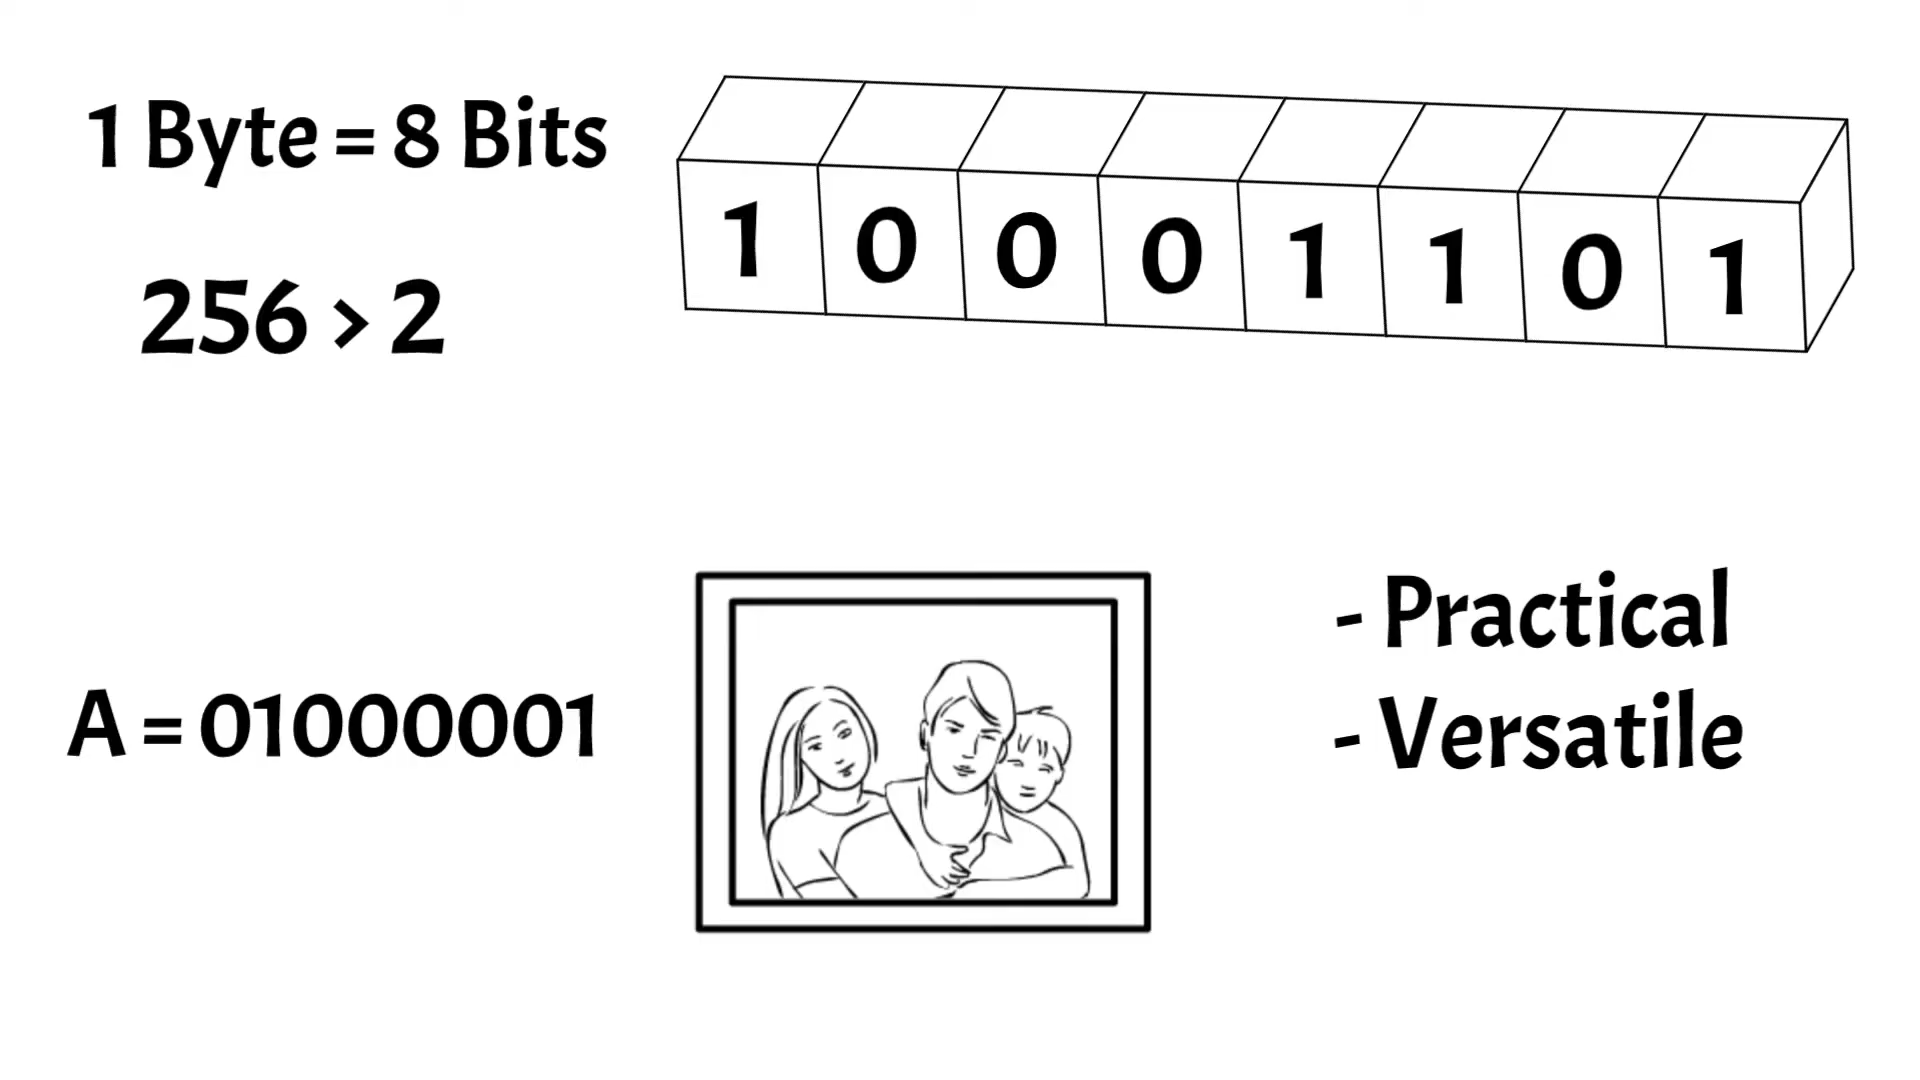 1 Byte = 8 Bits
1 0 0 0 1 1 0 1
256 > 2
A = 01000001
- Practical
- Versatile